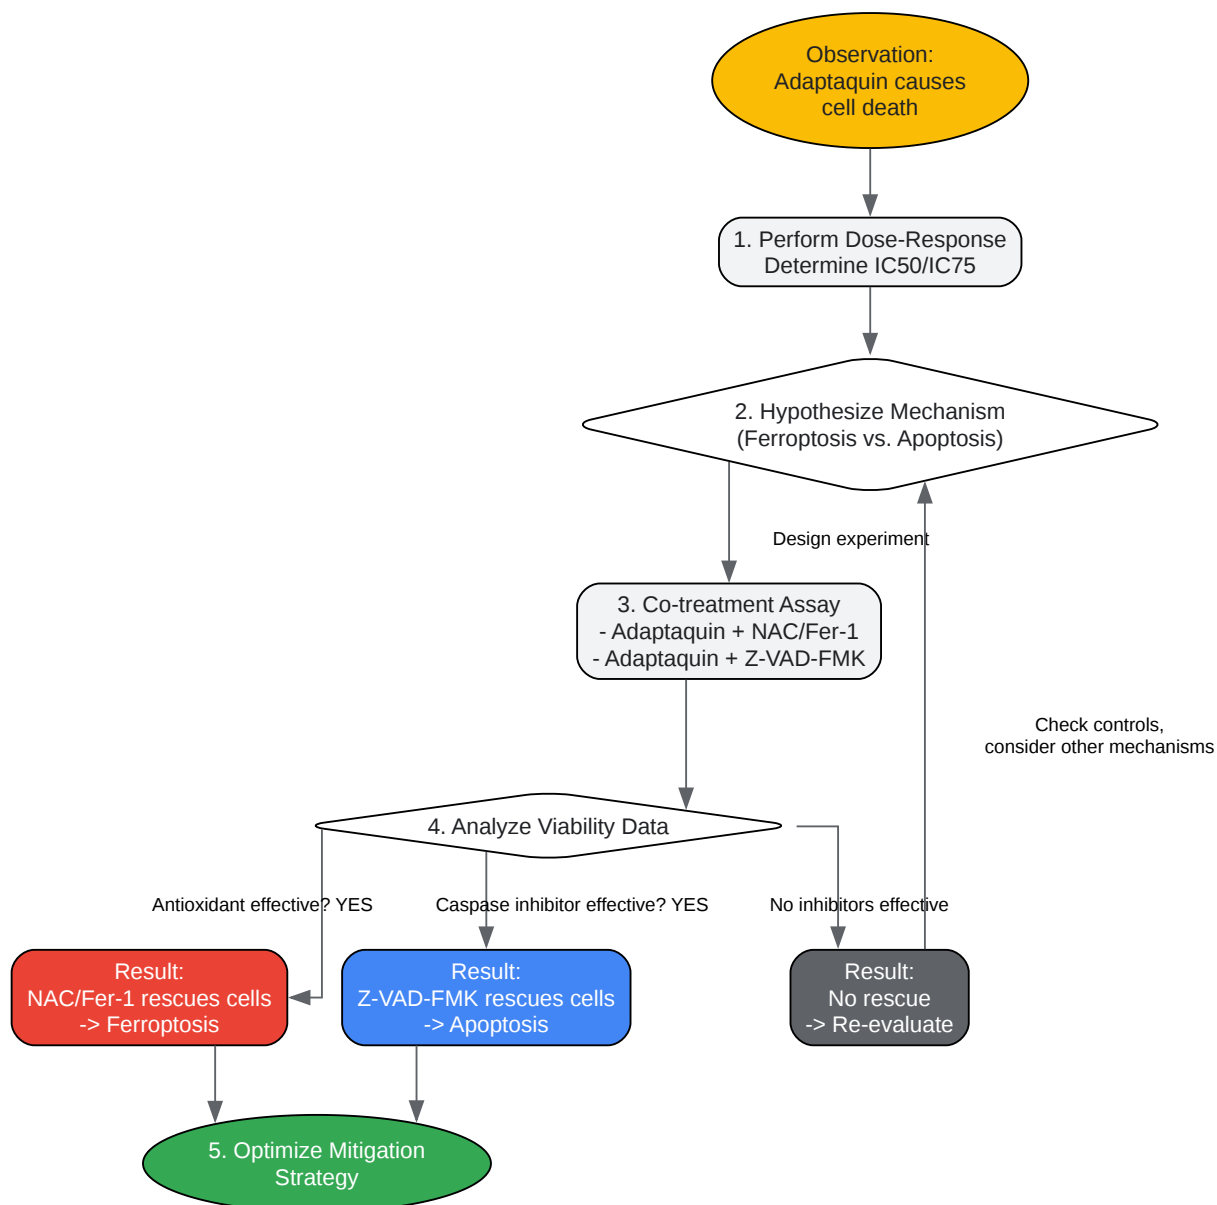 Observation:
Adaptaquin causes
cell death
1. Perform Dose-Response
Determine IC50/IC75
2. Hypothesize Mechanism
(Ferroptosis vs. Apoptosis)
Design experiment
3. Co-treatment Assay
- Adaptaquin + NAC/Fer-1
- Adaptaquin + Z-VAD-FMK
Check controls,
consider other mechanisms
4. Analyze Viability Data
Antioxidant effective? YES
Caspase inhibitor effective? YES
No inhibitors effective
Result:
NAC/Fer-1 rescues cells
-> Ferroptosis
Result:
Z-VAD-FMK rescues cells
-> Apoptosis
Result:
No rescue
-> Re-evaluate
5. Optimize Mitigation
Strategy